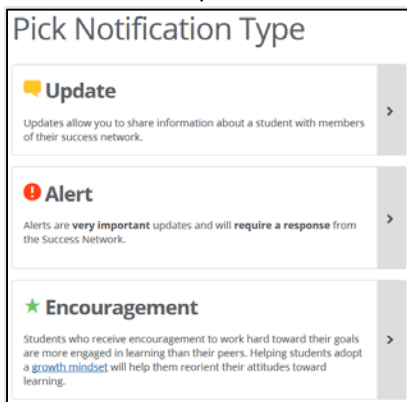 Pick Notification Type
Update
Updates allow you to share information about a student with members
of their success network.
Alert
Alerts are very important updates and will require a response from
the Success Network.
Encouragement
Students who receive encouragement to work hard toward their goals
are more engaged in learning than their peers. Helping students adopt
a growth mindset will help them reorient their attitudes toward
learning.